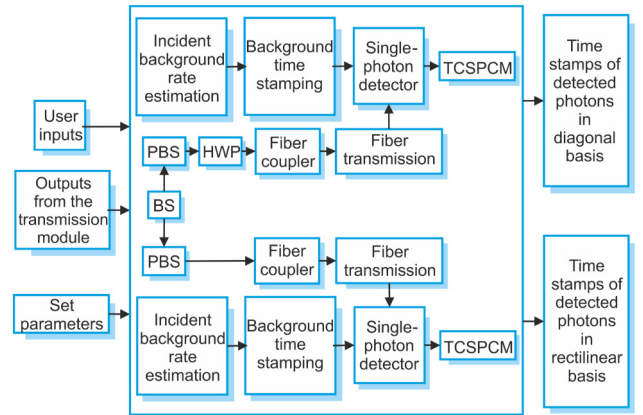 User
inputs
Outputs
from the
transmission
module
Set
parameters
Incident
background
rate
estimation
Background
time
stamping
Single-
photon
detector
TCSPCM
PBS
HWP
Fiber
coupler
Fiber
transmission
BS
PBS
Fiber
coupler
Fiber
transmission
Incident
background
rate
estimation
Background
time
stamping
Single-
photon
detector
TCSPCM
Time
stamps of
detected
photons
in
diagonal
basis
Time
stamps of
detected
photons
in
rectilinear
basis